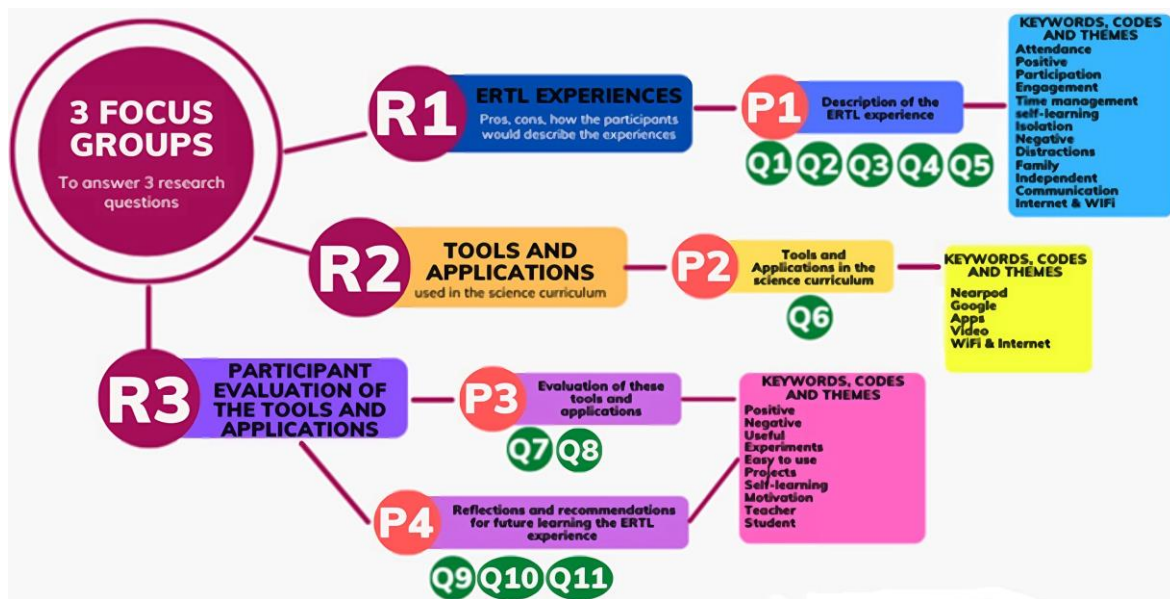 3 FOCUS
GROUPS
To answer 3 research
questions
R1
ERTL EXPERIENCES
Pros, cons, how the participants
would describe the experiences
P1
Description of the
ERTL experience
Q1 Q2 Q3 Q4 Q5
KEYWORDS, CODES
AND THEMES
Attendance
Positive
Participation
Engagement
Time management
self-learning
Isolation
Negative
Distractions
Family
Independent
Communication
Internet & WIFi
R2
TOOLS AND
APPLICATIONS
used in the science curriculum
P2
Tools and
Applications in the
science curriculum
Q6
KEYWORDS, CODES
AND THEMES
Nearpod
Google
Apps
Video
WiFi & Internet
R3
PARTICIPANT
EVALUATION OF
THE TOOLS AND
APPLICATIONS
P3
Evaluation of these
tools and
applications
Q7 Q8
P4
Reflections and recommendations
for future learning the ERTL
experience
Q9 Q10 Q11
KEYWORDS, CODES
AND THEMES
Positive
Negative
Useful
Experiments
Easy to use
Projects
Self-learning
Motivation
Teacher
Student